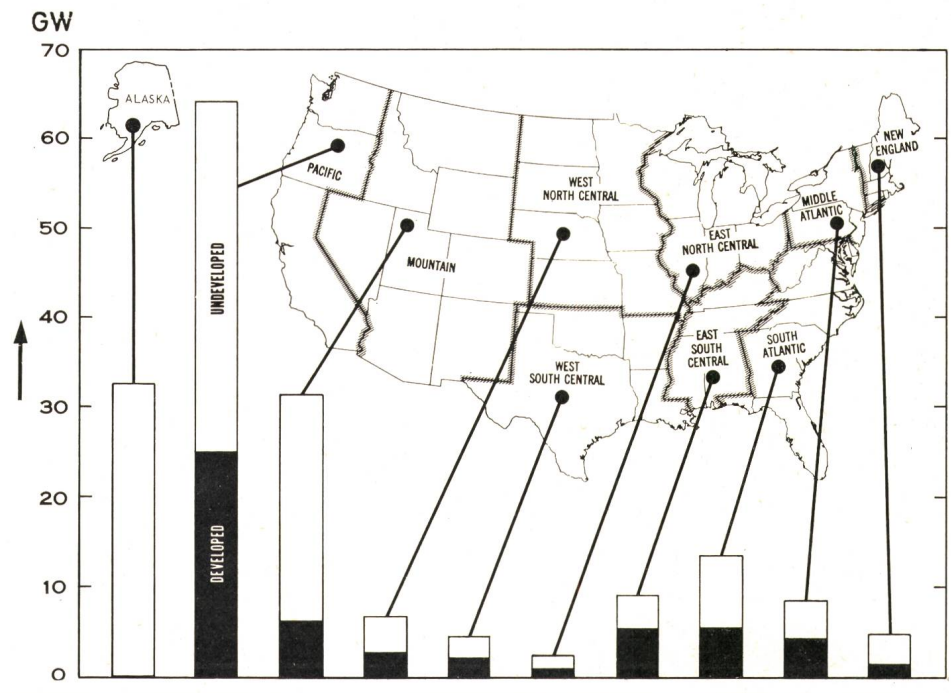 GW
70
60
50
40
30
20
10
0
ALASKA
UNDEVELOPED
DEVELOPED
PACIFIC
MOUNTAIN
WEST
NORTH CENTRAL
WEST
SOUTH CENTRAL
EAST
NORTH CENTRAL
EAST
SOUTH
CENTRAL
SOUTH
ATLANTIC
MIDDLE
ATLANTIC
NEW
ENGLAND